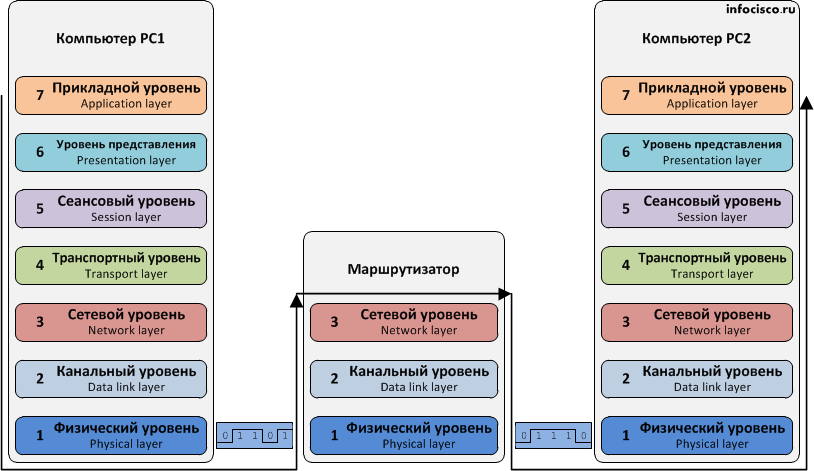 infocisco.ru
Компьютер PC1
7 Прикладной уровень
Application layer
6 Уровень представления
Presentation layer
5 Сеансовый уровень
Session layer
4 Транспортный уровень
Transport layer
3 Сетевой уровень
Network layer
2 Канальный уровень
Data link layer
1 Физический уровень
Physical layer
0 1 1 0 1
Маршрутизатор
3 Сетевой уровень
Network layer
2 Канальный уровень
Data link layer
1 Физический уровень
Physical layer
0 1 1 1 0
Компьютер PC2
7 Прикладной уровень
Application layer
6 Уровень представления
Presentation layer
5 Сеансовый уровень
Session layer
4 Транспортный уровень
Transport layer
3 Сетевой уровень
Network layer
2 Канальный уровень
Data link layer
1 Физический уровень
Physical layer